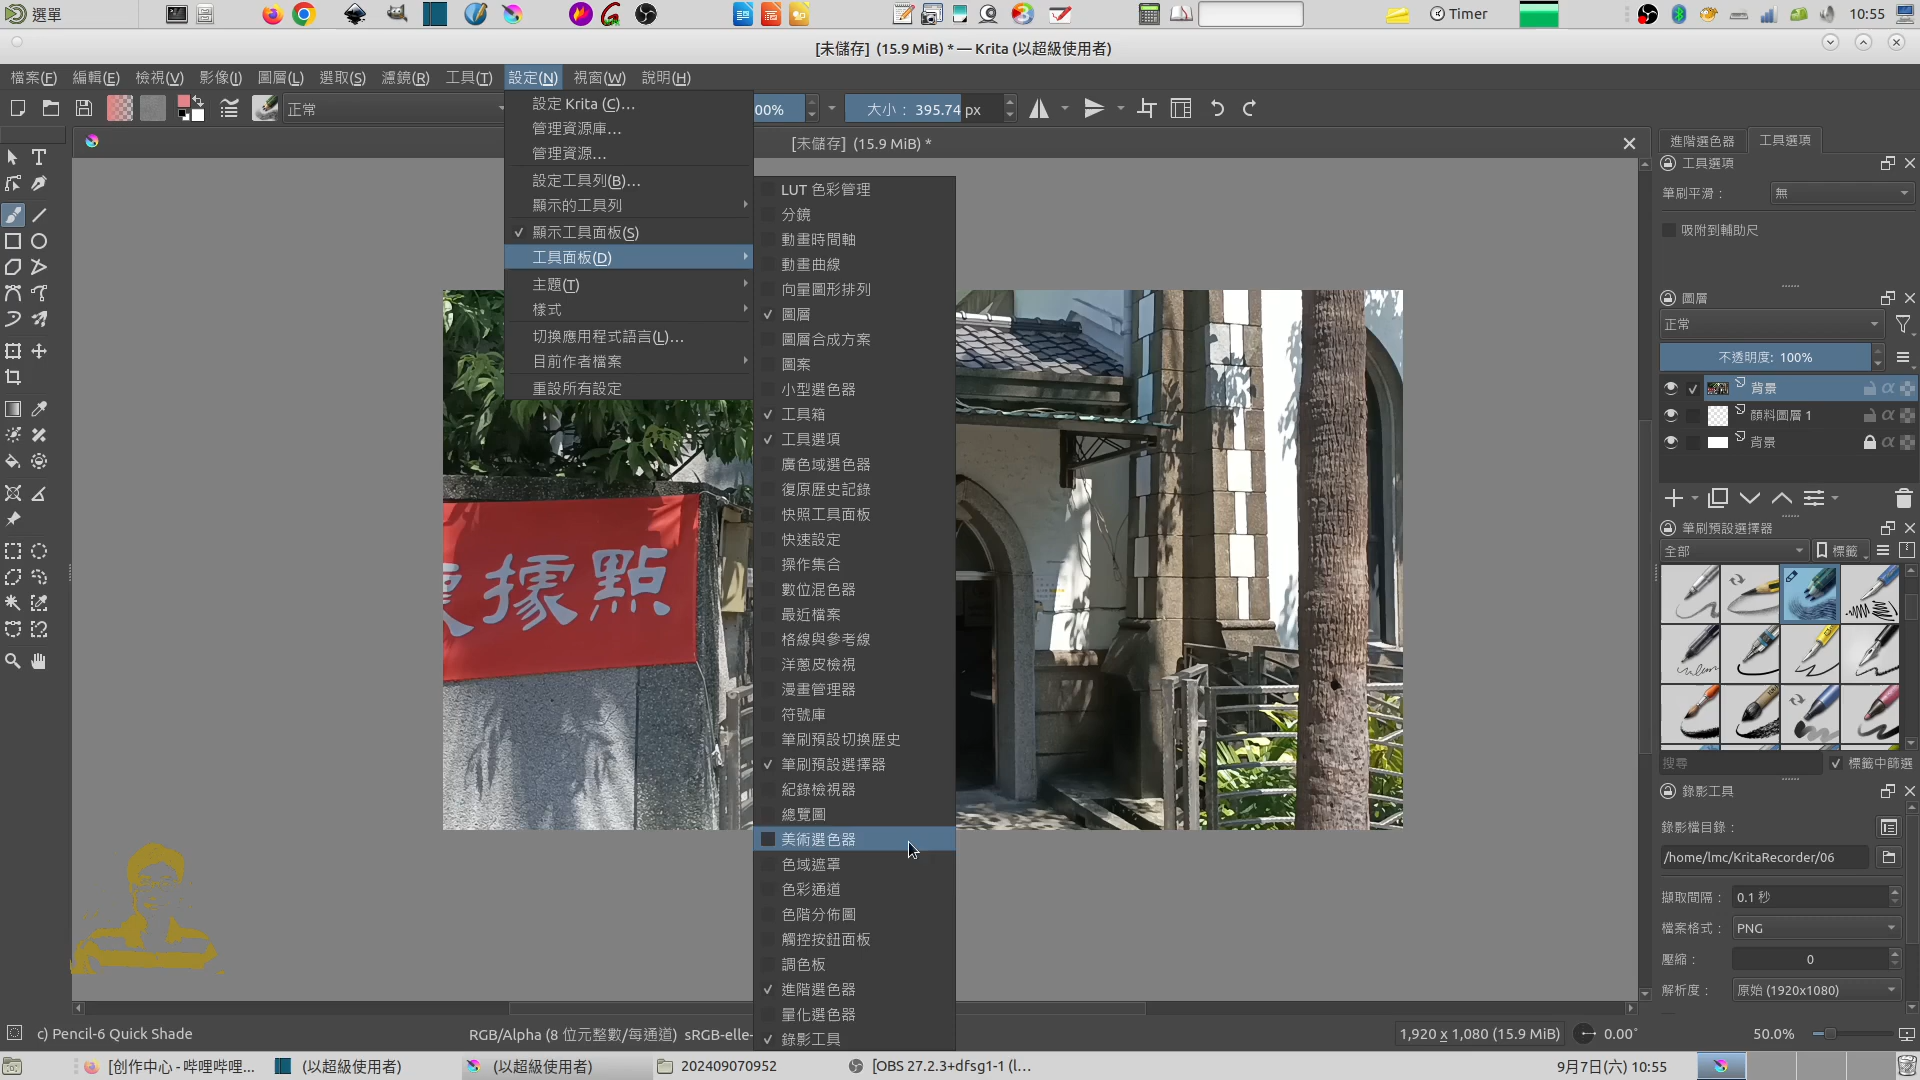 選單
Timer
10:55
[未儲存] (15.9 MiB) * — Krita (以超級使用者)
檔案(F) 編輯(E) 檢視(V) 影像(I) 圖層(L) 選取(S) 濾鏡(R) 工具(T) 設定(N) 視窗(W) 說明(H)
正常
00%
大小： 395.74 px
[未儲存] (15.9 MiB) *
設定 Krita (C)...
管理資源庫...
管理資源...
設定工具列(B)...
顯示的工具列
顯示工具面板(S)
工具面板(D)
主題(T)
樣式
切換應用程式語言(L)...
目前作者檔案
重設所有設定
LUT 色彩管理
分鏡
動畫時間軸
動畫曲線
向量圖形排列
圖層
圖層合成方案
圖案
小型選色器
工具箱
工具選項
廣色域選色器
復原歷史記錄
快照工具面板
快速設定
操作集合
數位混色器
最近檔案
格線與參考線
洋蔥皮檢視
漫畫管理器
符號庫
筆刷預設切換歷史
筆刷預設選擇器
紀錄檢視器
總覽圖
美術選色器
色域遮罩
色彩通道
色階分佈圖
觸控按鈕面板
調色板
進階選色器
量化選色器
錄影工具
據點
進階選色器 工具選項
工具選項
筆刷平滑： 無
吸附到輔助尺
圖層
正常
不透明度: 100%
背景
顏料圖層 1
背景
筆刷預設選擇器
全部 標籤
搜尋 標籤中篩選
錄影工具
錄影檔目錄：
/home/lmc/KritaRecorder/06
擷取間隔： 0.1 秒
檔案格式： PNG
壓縮： 0
解析度： 原始 (1920x1080)
c) Pencil-6 Quick Shade
RGB/Alpha (8 位元整數/每通道) sRGB-elle-
1,920 x 1,080 (15.9 MiB)
0.00°
50.0%
[创作中心 - 哔哩哔哩...
(以超級使用者)
(以超級使用者)
202409070952
[OBS 27.2.3+dfsg1-1 (l...
9月7日(六) 10:55